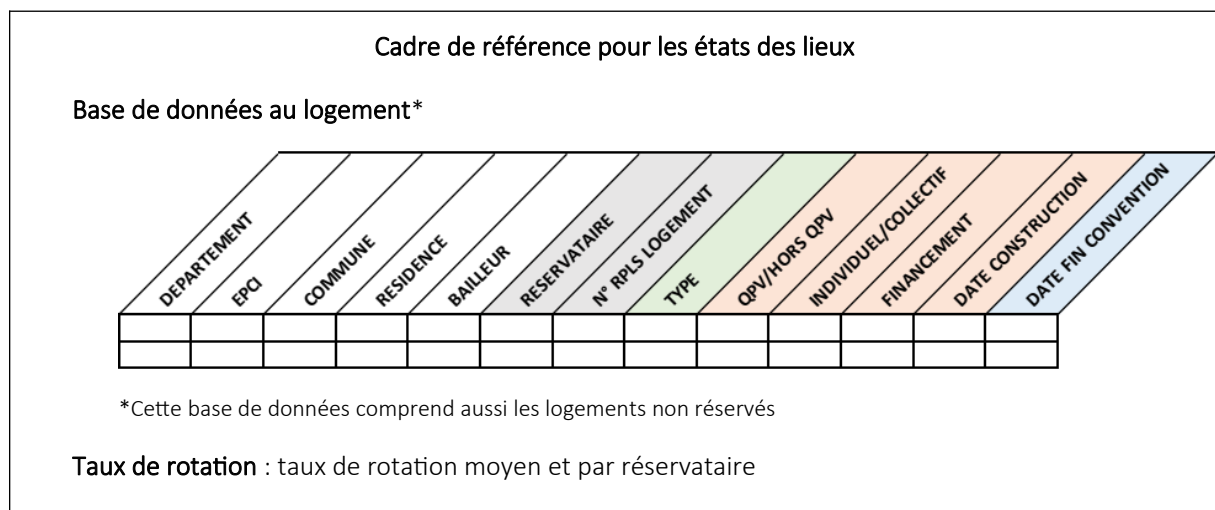 Cadre de référence pour les états des lieux
Base de données au logement*
DEPARTEMENT
EPCI
COMMUNE
RESIDENCE
BAILLEUR
RESERVATAIRE
N° RPLS LOGEMENT
TYPE
QPV/HORS QPV
INDIVIDUEL/COLLECTIF
FINANCEMENT
DATE CONSTRUCTION
DATE FIN CONVENTION
*Cette base de données comprend aussi les logements non réservés
Taux de rotation : taux de rotation moyen et par réservataire